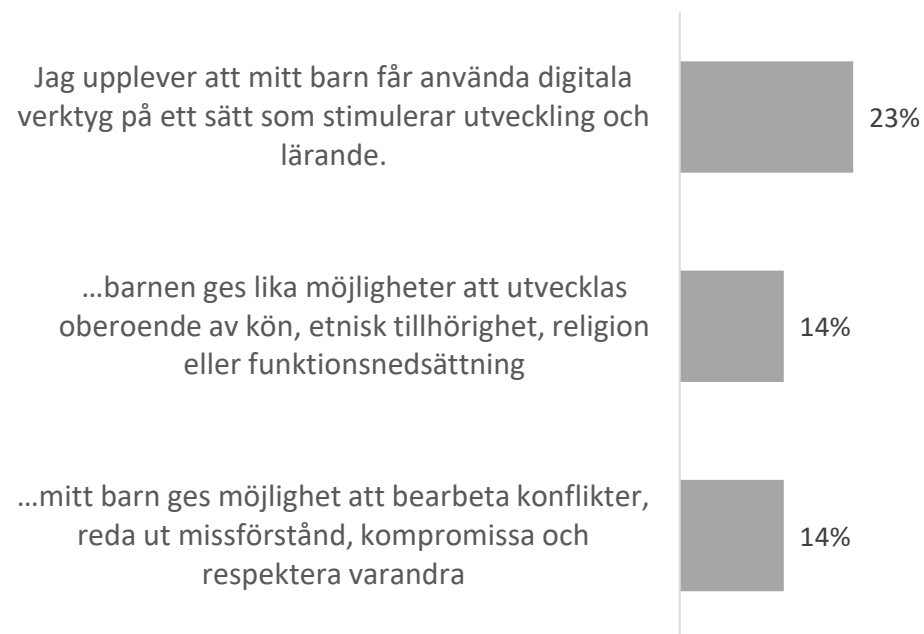 Jag upplever att mitt barn får använda digitala
verktyg på ett sätt som stimulerar utveckling och
lärande.
23%
…barnen ges lika möjligheter att utvecklas
oberoende av kön, etnisk tillhörighet, religion
eller funktionsnedsättning
14%
…mitt barn ges möjlighet att bearbeta konflikter,
reda ut missförstånd, kompromissa och
respektera varandra
14%